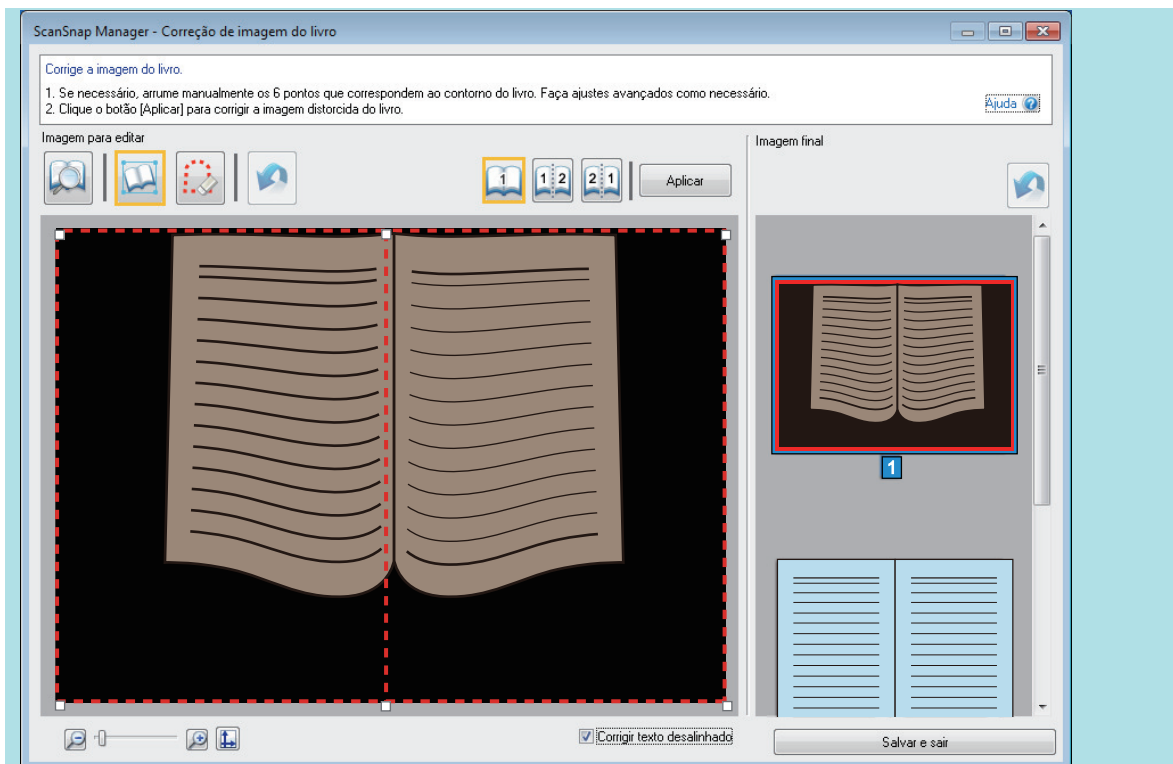 ScanSnap Manager - Correção de imagem do livro
Corrige a imagem do livro.
1. Se necessário, arrume manualmente os 6 pontos que correspondem ao contorno do livro. Faça ajustes avançados como necessário.
2. Clique o botão [Aplicar] para corrigir a imagem distorcida do livro.
Ajuda ?
Imagem para editar
Imagem final
1
1 2
2 1
Aplicar
1
Corrigir texto desalinhado
Salvar e sair